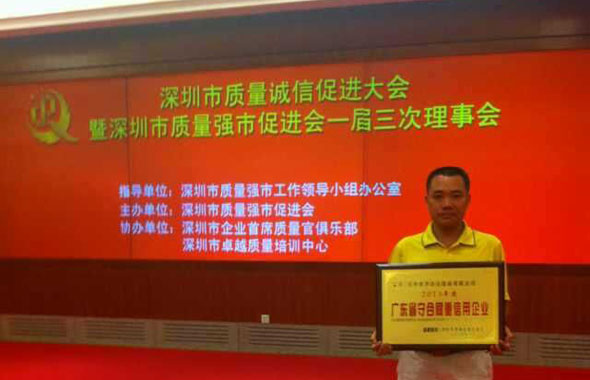 深圳市质量诚信促进大会
暨深圳市质量强市促进会一届三次理事会
指导单位：深圳市质量强市工作领导小组办公室
主办单位：深圳市质量强市促进会
协办单位：深圳市企业首席质量官俱乐部
深圳市卓越质量培训中心
广东省守合同重信用企业